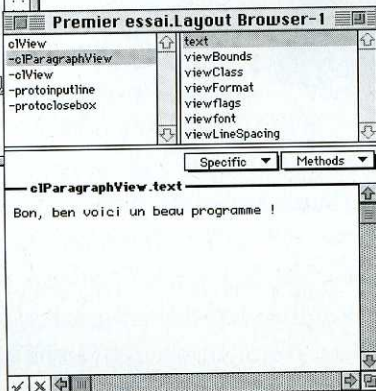 Premier essai.Layout Browser-1
clView
-clParagraphView
-clView
-protoinputline
-protoclosebox
text
viewBounds
viewClass
viewFormat
viewflags
viewfont
viewLineSpacing
Specific
Methods
clParagraphView.text
Bon, ben voici un beau programme !